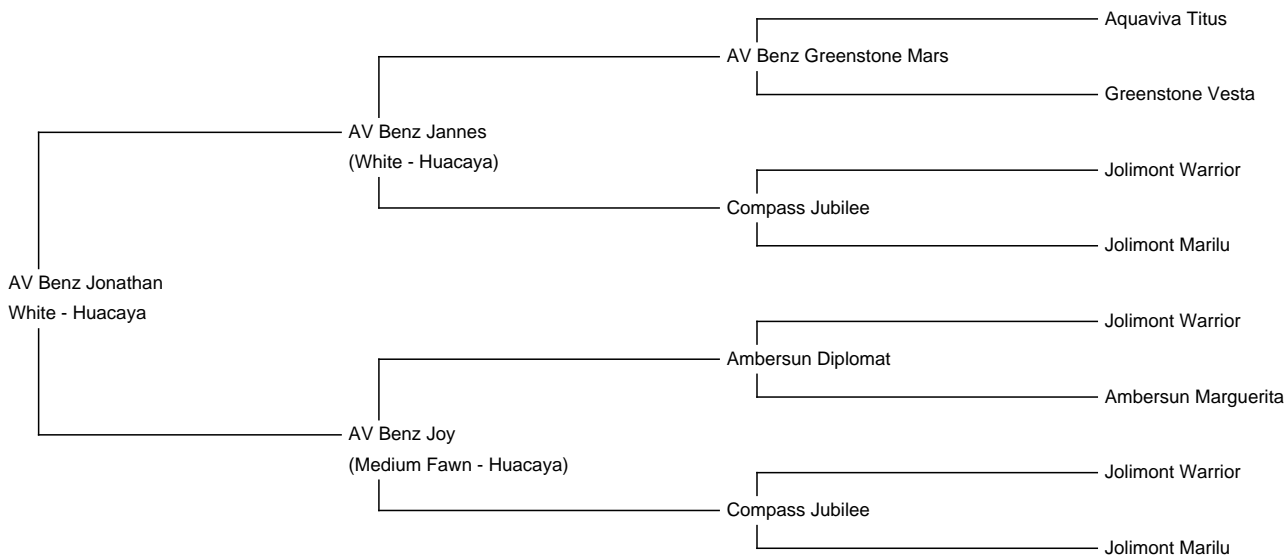 Aquaviva Titus
AV Benz Greenstone Mars
Greenstone Vesta
AV Benz Jannes
(White - Huacaya)
Jolimont Warrior
Compass Jubilee
Jolimont Marilu
AV Benz Jonathan
White - Huacaya
Jolimont Warrior
Ambersun Diplomat
Ambersun Marguerita
AV Benz Joy
(Medium Fawn - Huacaya)
Jolimont Warrior
Compass Jubilee
Jolimont Marilu